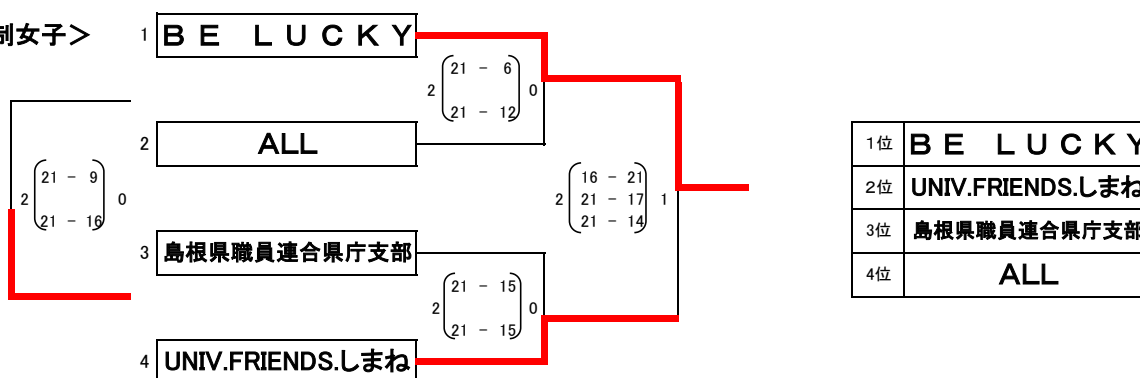 制女子＞
1 ＢＥ ＬＵＣＫＹ
2 21 － 6 0
21 － 12
2 ALL
2 21 － 9 0
21 － 16
2 16 － 21 1
21 － 17
21 － 14
3 島根県職員連合県庁支部
2 21 － 15 0
21 － 15
4 UNIV.FRIENDS.しまね
1位 ＢＥ ＬＵＣＫＹ
2位 UNIV.FRIENDS.しまね
3位 島根県職員連合県庁支部
4位 ALL